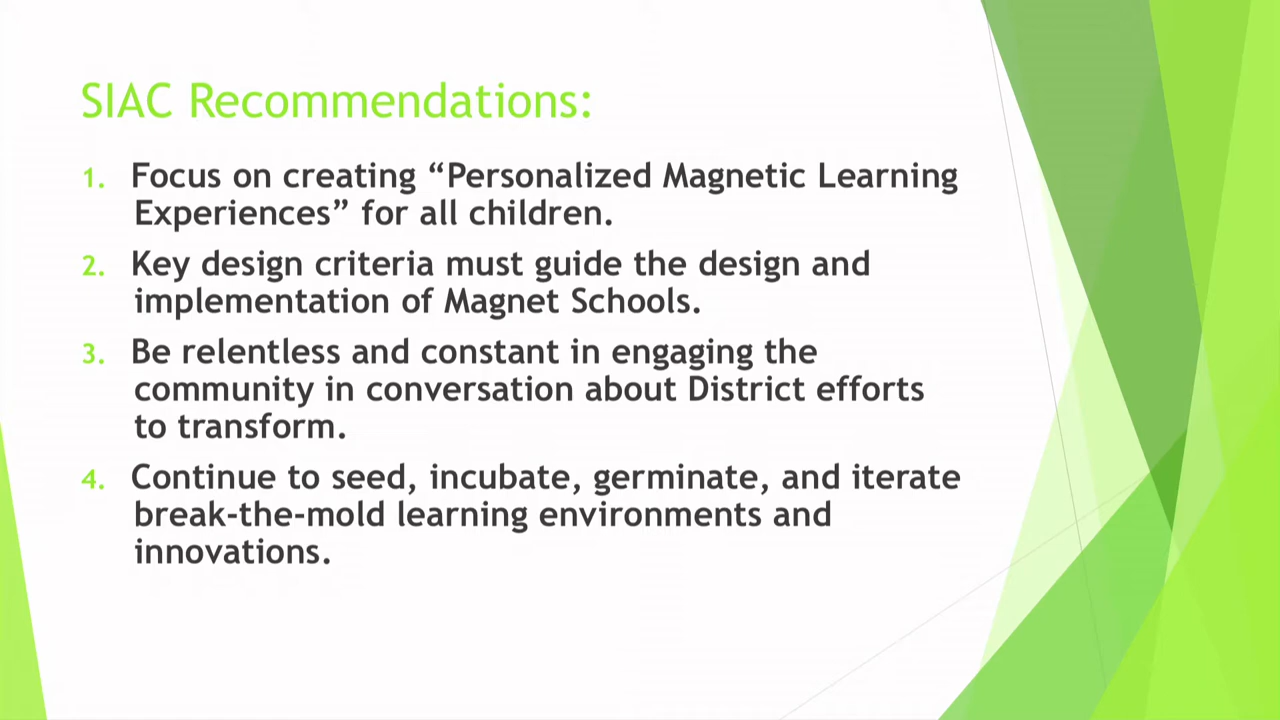 SIAC Recommendations:
1. Focus on creating “Personalized Magnetic Learning
Experiences” for all children.
2. Key design criteria must guide the design and
implementation of Magnet Schools.
3. Be relentless and constant in engaging the
community in conversation about District efforts
to transform.
4. Continue to seed, incubate, germinate, and iterate
break-the-mold learning environments and
innovations.